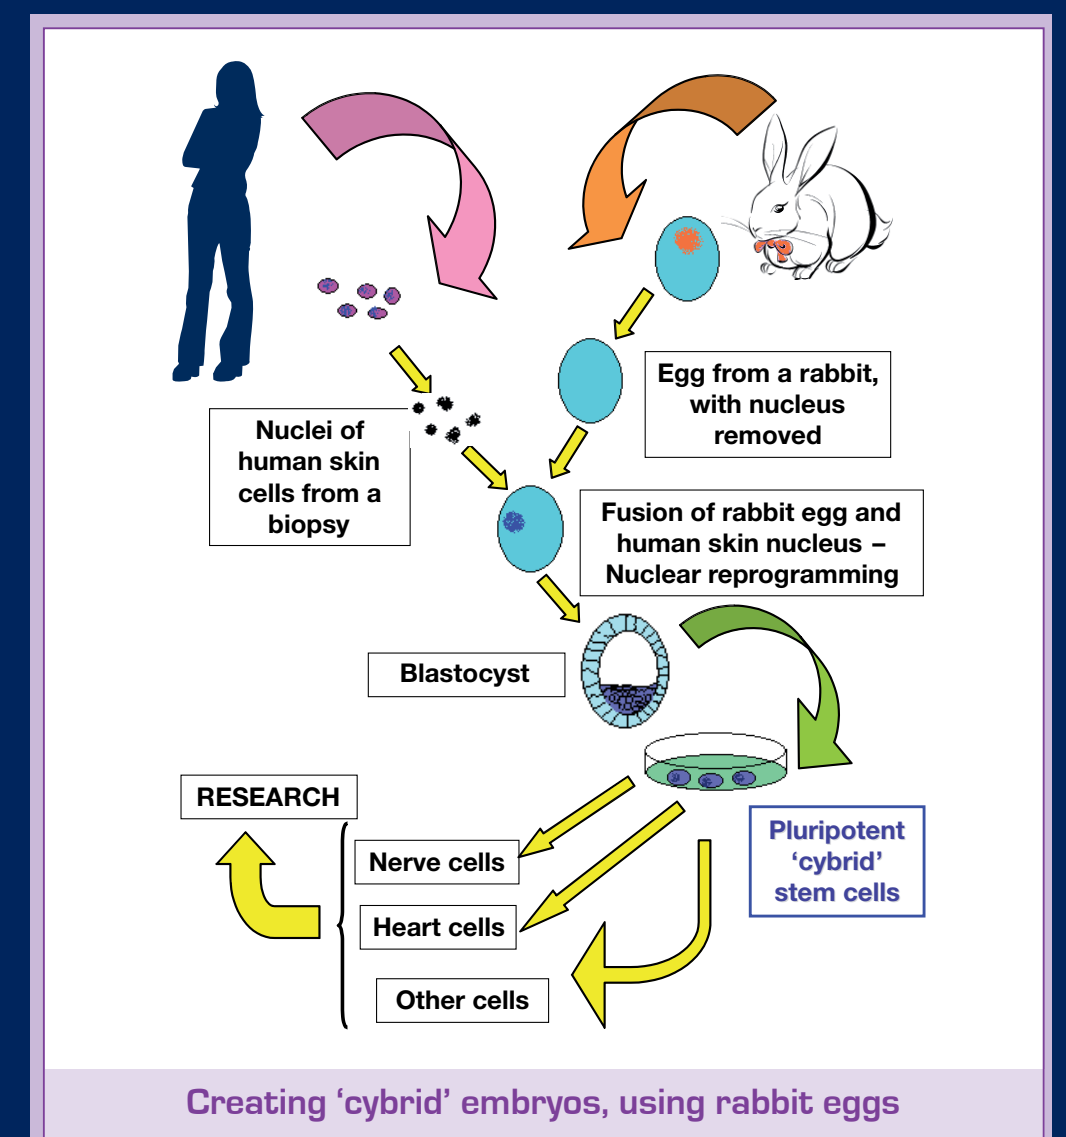 Egg from a rabbit,
with nucleus
removed
Nuclei of
human skin
cells from a
biopsy
Fusion of rabbit egg and
human skin nucleus –
Nuclear reprogramming
Blastocyst
RESEARCH
Pluripotent
‘cybrid’
stem cells
Nerve cells
Heart cells
Other cells
Creating ‘cybrid’ embryos, using rabbit eggs